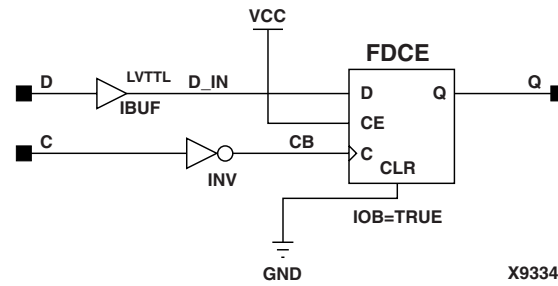 VCC
FDCE
D
LVTTL
D_IN
D
Q
Q
IBUF
CE
C
CB
C
INV
CLR
IOB=TRUE
GND
X9334